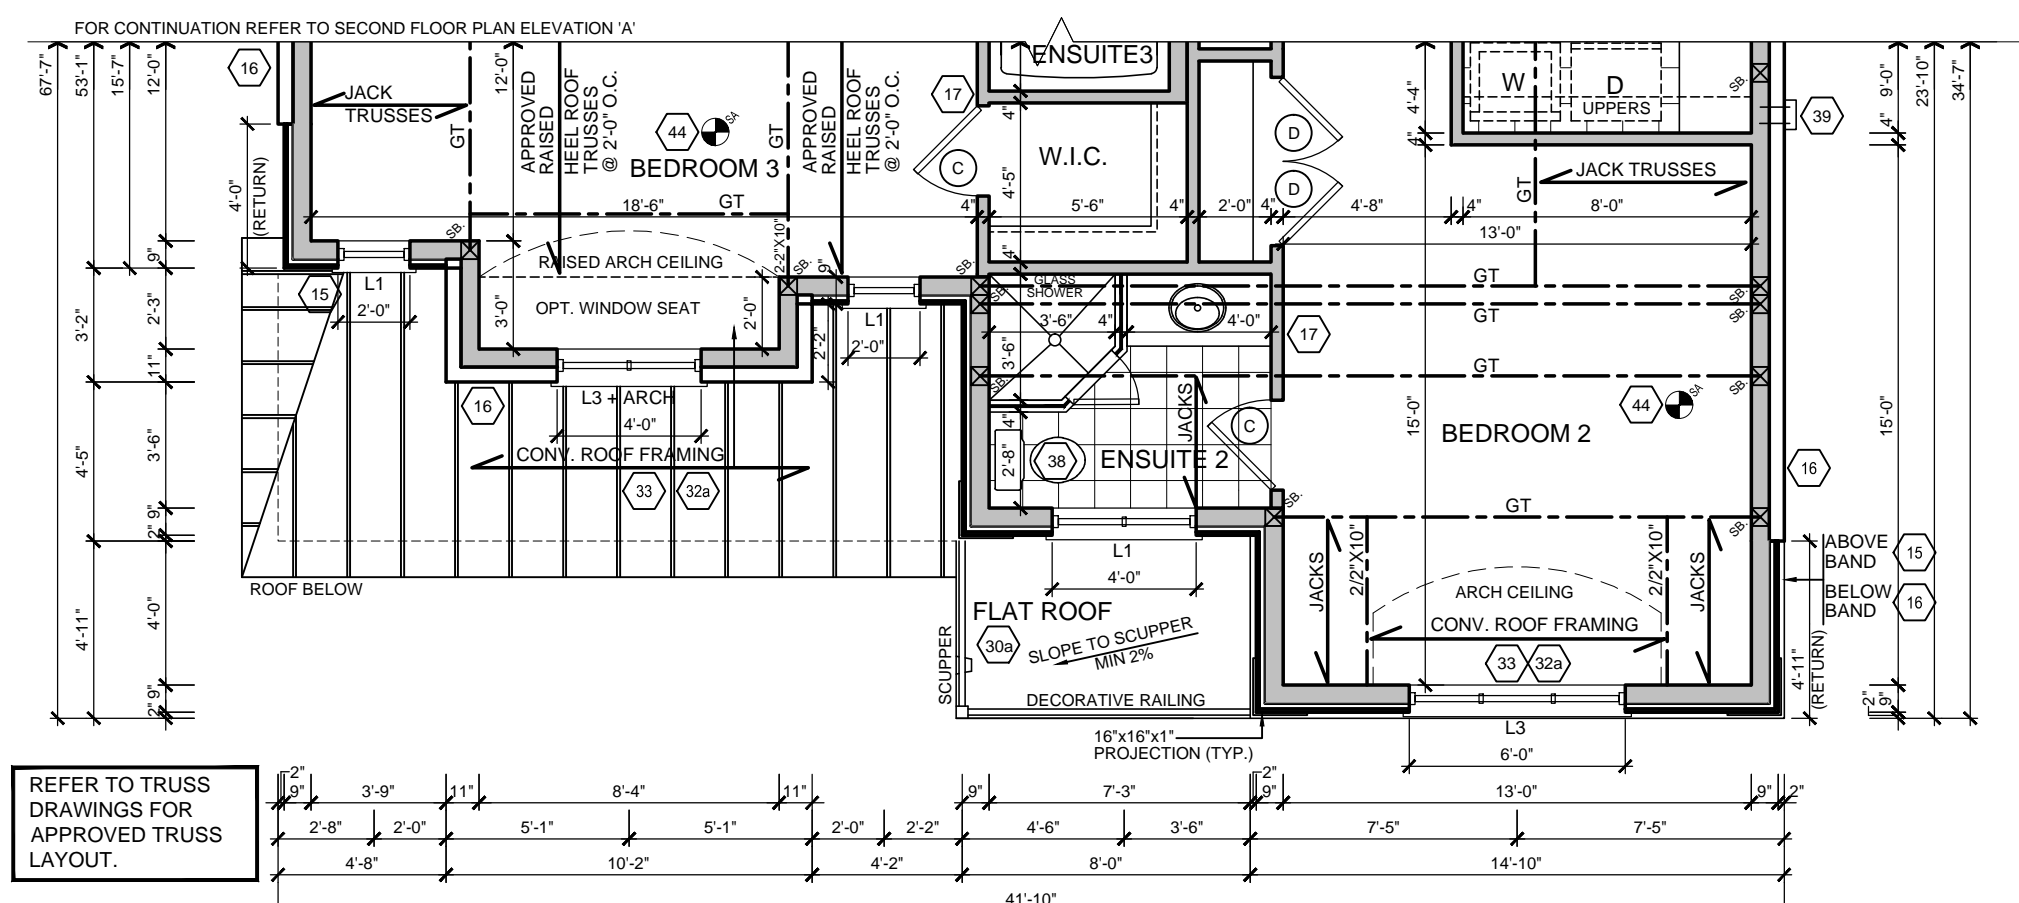 FOR CONTINUATION REFER TO SECOND FLOOR PLAN ELEVATION 'A'
67'-7"
53'-1"
15'-7"
12'-0"
16
JACK
TRUSSES
GT
12'-0"
APPROVED
RAISED
HEEL ROOF
TRUSSES
@ 2'-0" O.C.
44
SA
BEDROOM 3
GT
GT
APPROVED
RAISED
HEEL ROOF
TRUSSES
@ 2'-0" O.C.
17
C
ENSUITE3
4"
W.I.C.
4'-5"
D
D
4'-4"
4"
W
D
UPPERS
SB.
39
9'-0"
4"
23'-10"
34'-7"
JACK TRUSSES
GT
4'-0"
(RETURN)
18'-6"
4"
5'-6"
4"
2'-0"
4"
4'-8"
4"
8'-0"
13'-0"
9"
SB.
2-2"X10"
SB.
9"
SB.
4"
RAISED ARCH CEILING
15
L1
2'-0"
3'-0"
OPT. WINDOW SEAT
2'-0"
2'-2"
L1
2'-0"
GLASS
SHOWER
SB.
3'-6"
4"
4'-0"
17
GT
GT
GT
SB.
SB.
3'-2"
2'-3"
11"
3'-6"
SB.
4"
JACKS
C
15'-0"
44
SA
SB.
BEDROOM 2
15'-0"
16
L3 + ARCH
4'-0"
CONV. ROOF FRAMING
33
32a
4'-5"
3'-6"
9"
2"
2'-8"
38
ENSUITE 2
SB.
GT
SB.
16
ROOF BELOW
L1
4'-0"
JACKS
2/2"X10"
ARCH CEILING
CONV. ROOF FRAMING
33
32a
2/2"X10"
JACKS
ABOVE
BAND
15
BELOW
BAND
16
4'-11"
(RETURN)
4'-11"
4'-0"
9"
2"
FLAT ROOF
30a
SLOPE TO SCUPPER
MIN 2%
SCUPPER
DECORATIVE RAILING
16"x16"x1"
PROJECTION (TYP.)
L3
6'-0"
2"
9"
REFER TO TRUSS
DRAWINGS FOR
APPROVED TRUSS
LAYOUT.
2"
9"
3'-9"
11"
8'-4"
11"
9"
7'-3"
2"
9"
13'-0"
9"
2"
2'-8"
2'-0"
5'-1"
5'-1"
2'-0"
2'-2"
4'-6"
3'-6"
7'-5"
7'-5"
4'-8"
10'-2"
4'-2"
8'-0"
14'-10"
41'-10"